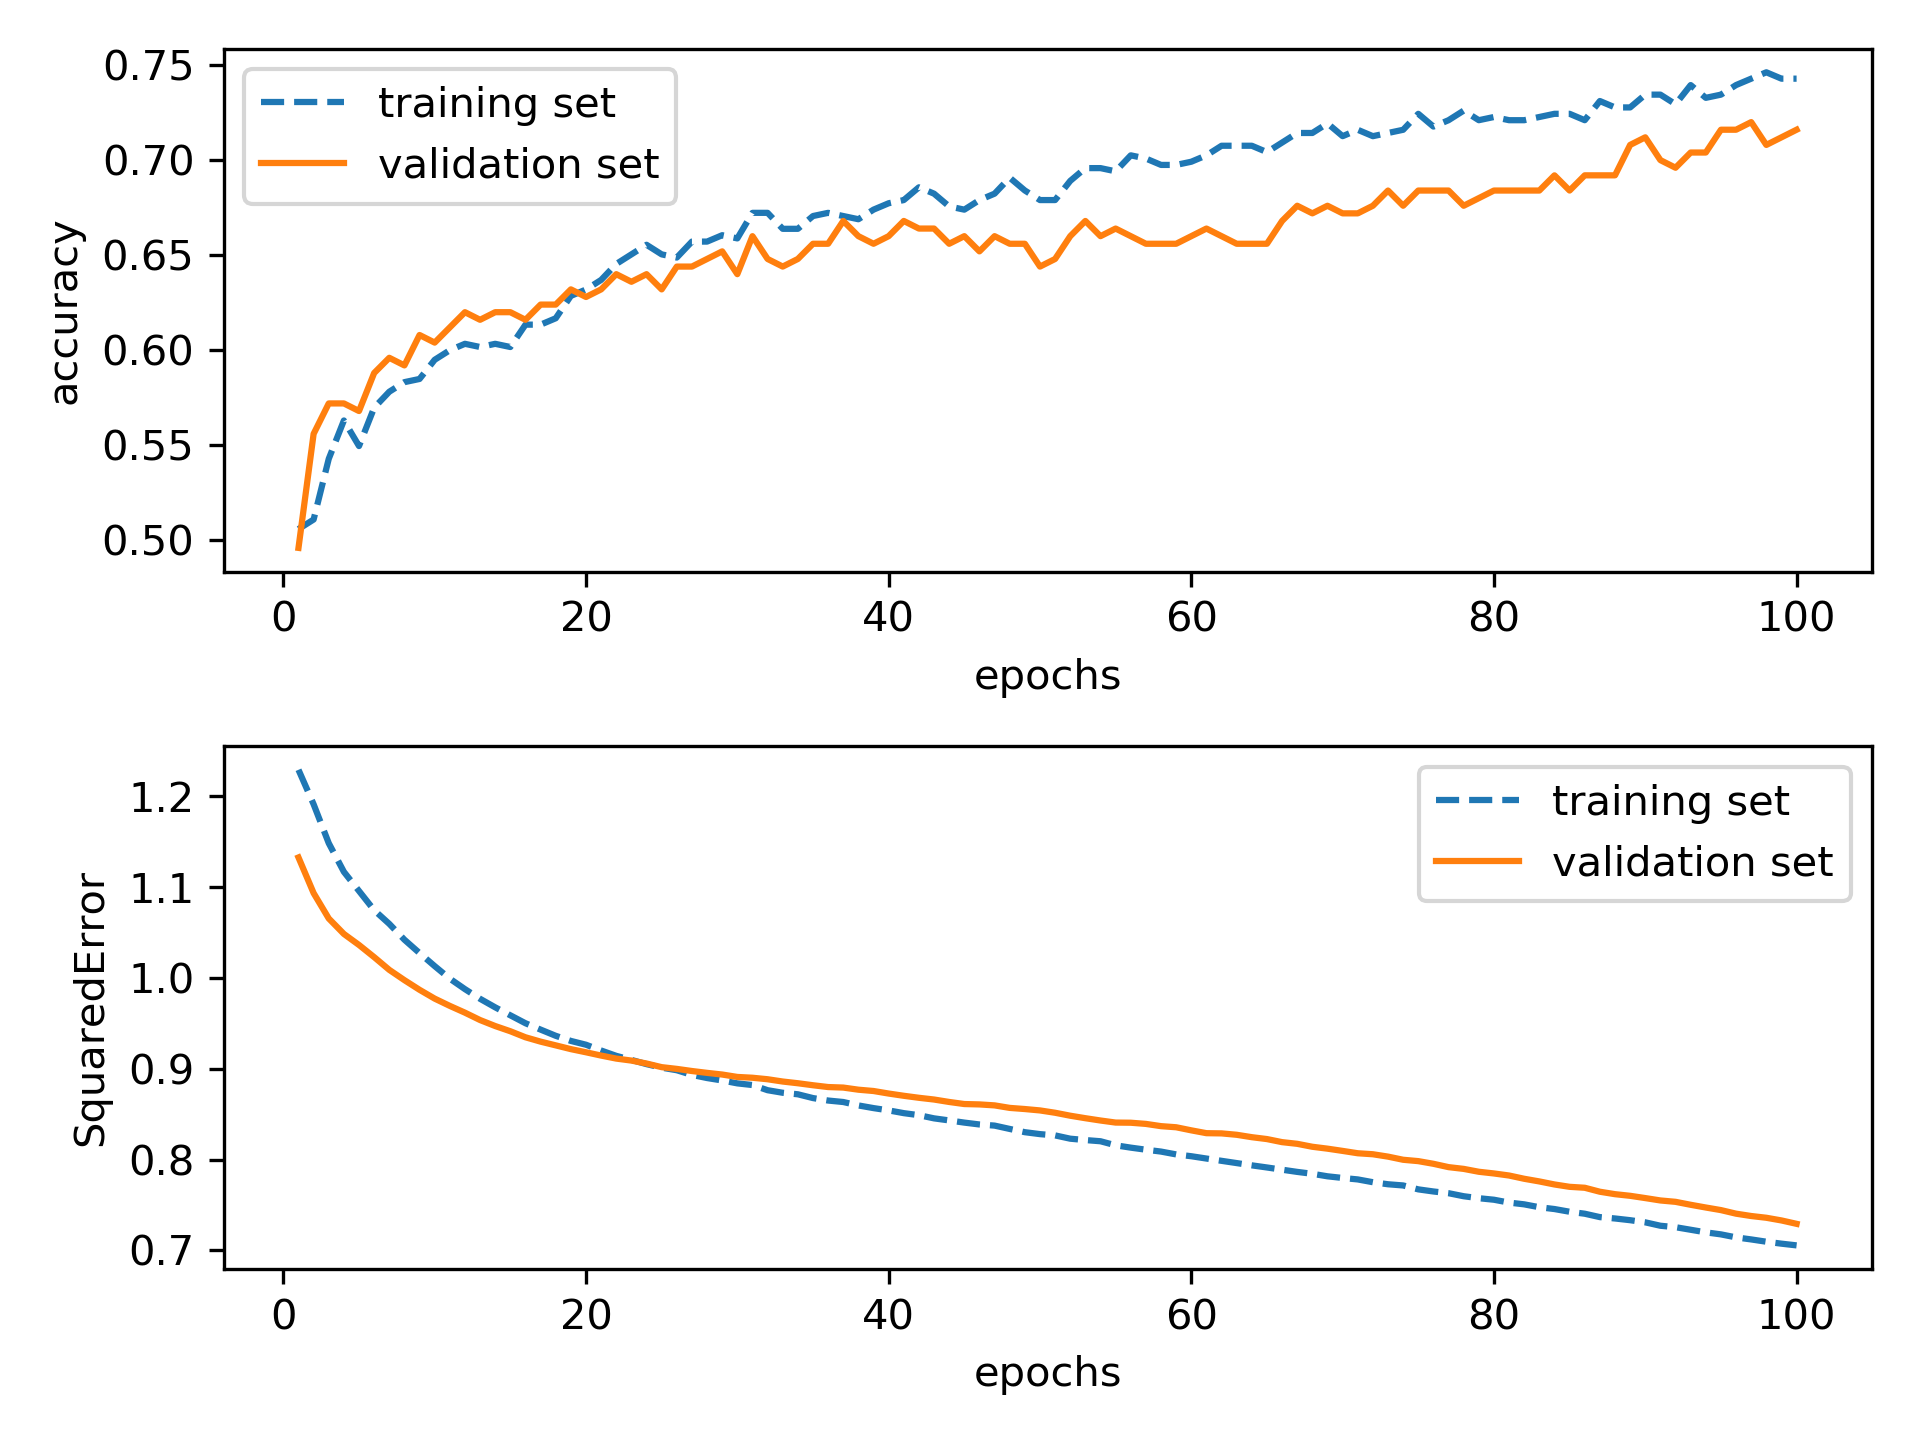 0.75
0.70
0.65
0.60
0.55
0.50
accuracy
training set
validation set
0 20 40 60 80 100
epochs
1.2
1.1
1.0
0.9
0.8
0.7
SquaredError
training set
validation set
0 20 40 60 80 100
epochs